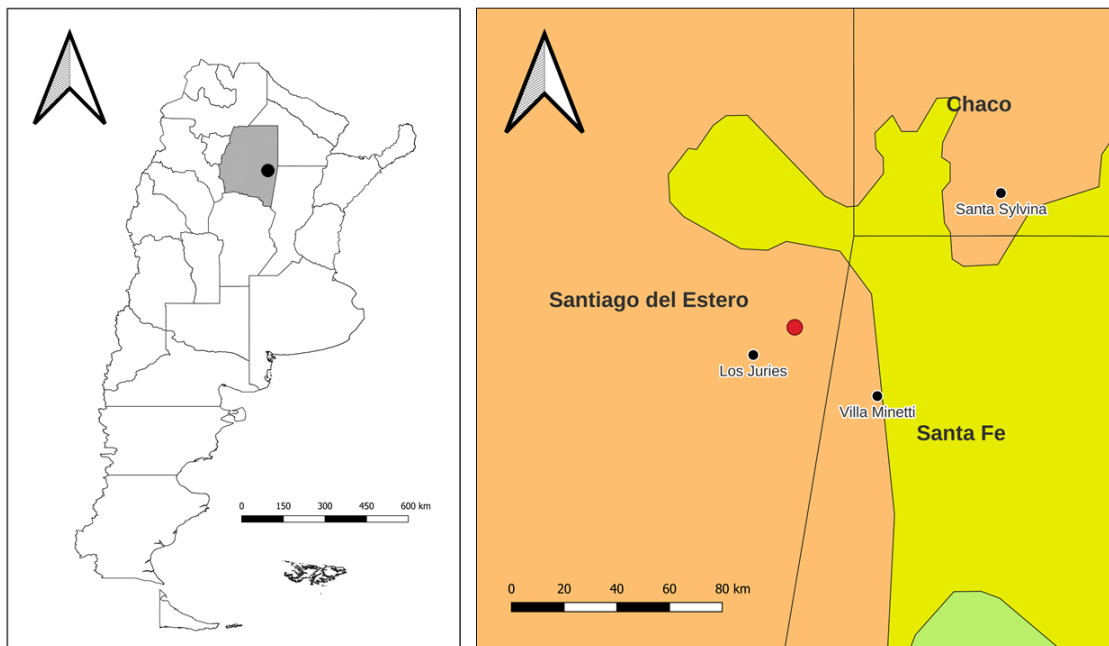 0 150 300 450 600 km
Chaco
Santa Sylvina
Santiago del Estero
Los Juries
Villa Minetti
Santa Fe
0 20 40 60 80 km